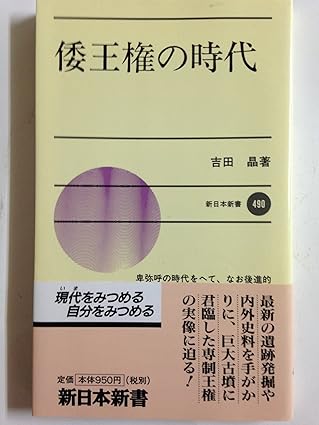 倭王権の時代
吉田 晶著
新日本新書 490
卑弥呼の時代をへて、なお後進的
最新の遺跡発掘や
内外史料を手がか
りに、巨大古墳に
君臨した専制王権
の実像に迫る!
いま
現代をみつめる
自分をみつめる
定価 本体950円(税別)
新日本新書